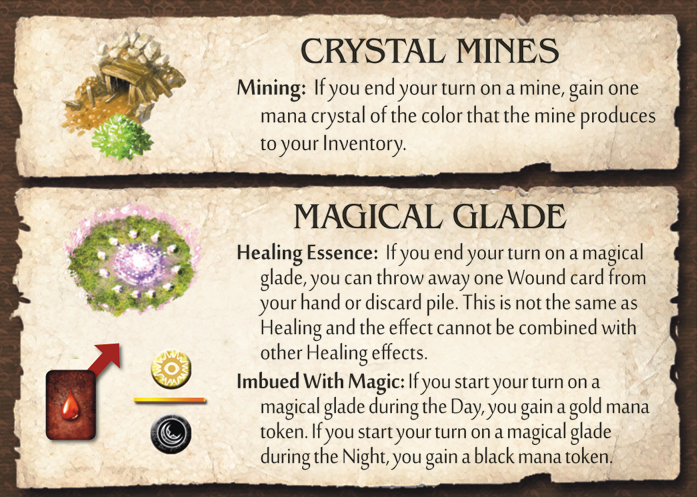 CRYSTAL MINES
Mining: If you end your turn on a mine, gain one
mana crystal of the color that the mine produces
to your Inventory.
MAGICAL GLADE
Healing Essence: If you end your turn on a magical
glade, you can throw away one Wound card from
your hand or discard pile. This is not the same as
Healing and the effect cannot be combined with
other Healing effects.
Imbued With Magic: If you start your turn on a
magical glade during the Day, you gain a gold mana
token. If you start your turn on a magical glade
during the Night, you gain a black mana token.